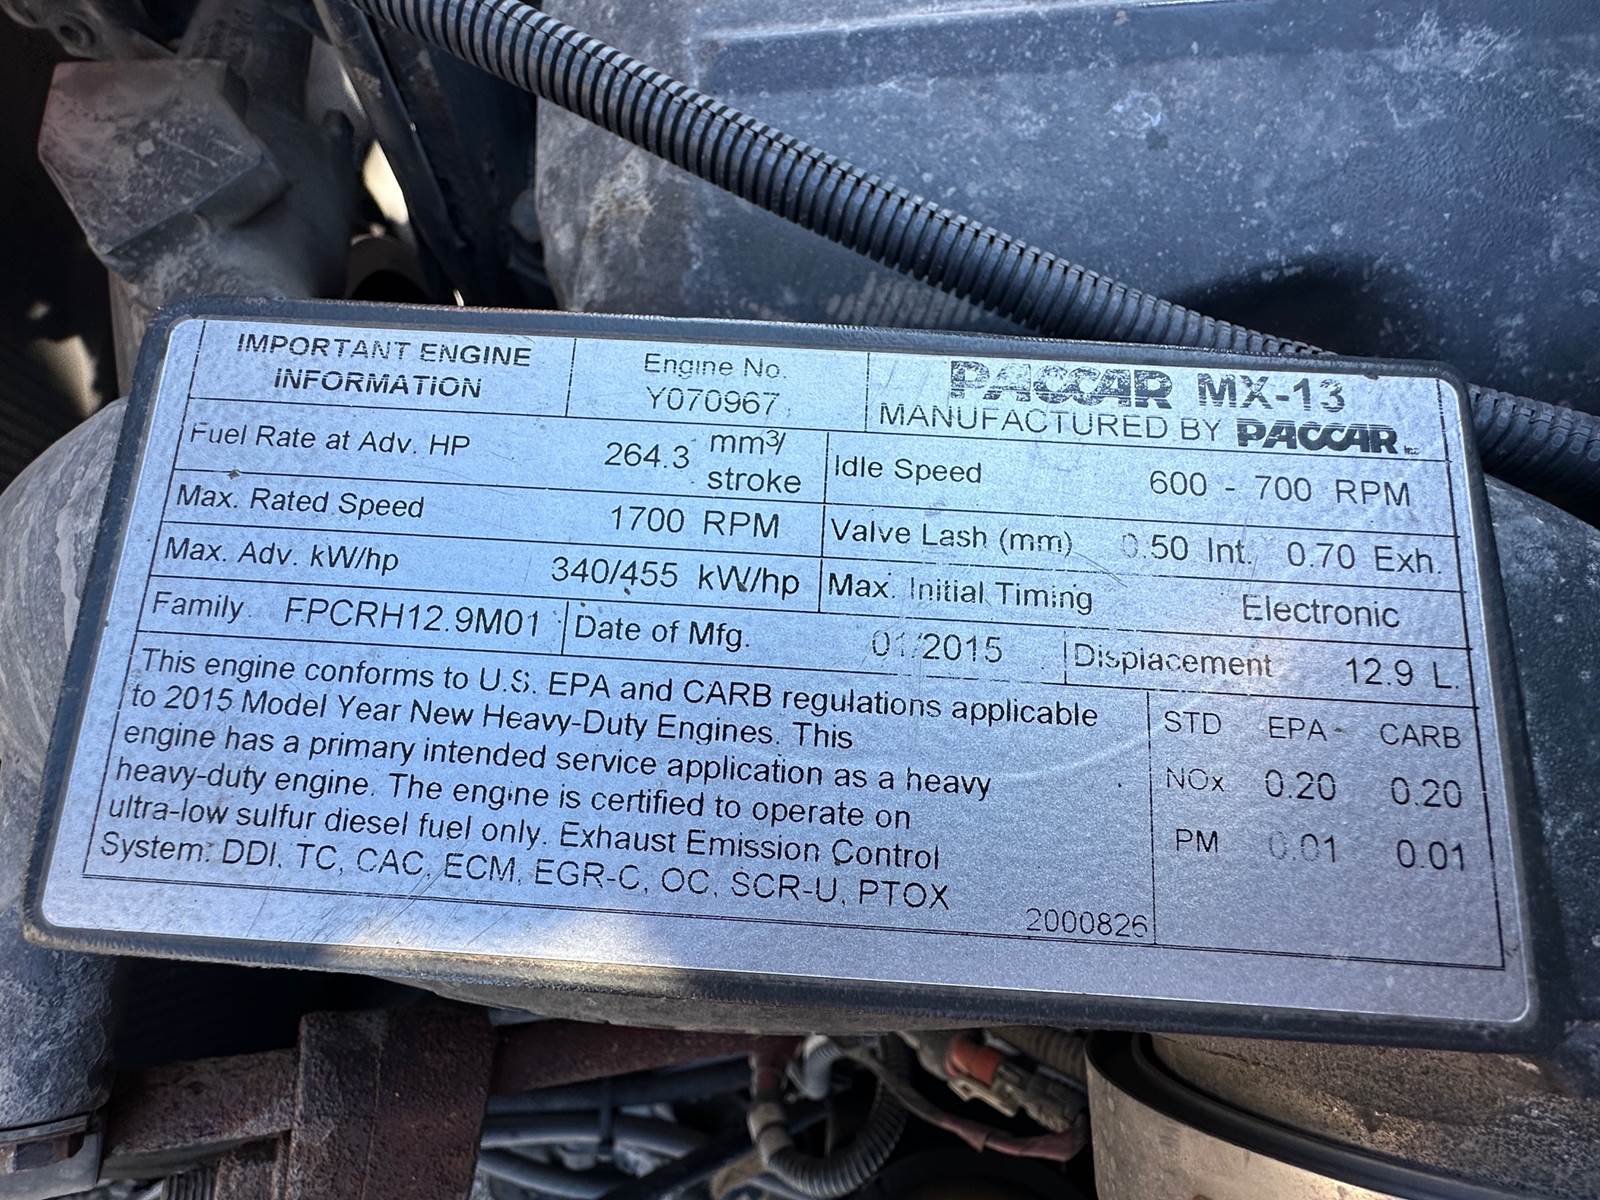 IMPORTANT ENGINE
INFORMATION
Engine No.
Y070967
PACCAR MX-13
MANUFACTURED BY PACCAR Inc
Fuel Rate at Adv. HP 264.3 mm3/
stroke
Idle Speed 600 - 700 RPM
Max. Rated Speed 1700 RPM
Valve Lash (mm) 0.50 Int. 0.70 Exh.
Max. Adv. kW/hp 340/455 kW/hp
Max. Initial Timing Electronic
Family FPCRH12.9M01
Date of Mfg. 01/2015
Displacement 12.9 L.
This engine conforms to U.S. EPA and CARB regulations applicable
to 2015 Model Year New Heavy-Duty Engines. This
engine has a primary intended service application as a heavy
heavy-duty engine. The engine is certified to operate on
ultra-low sulfur diesel fuel only. Exhaust Emission Control
System: DDI, TC, CAC, ECM, EGR-C, OC, SCR-U, PTOX
2000826
STD EPA CARB
NOx 0.20 0.20
PM 0.01 0.01